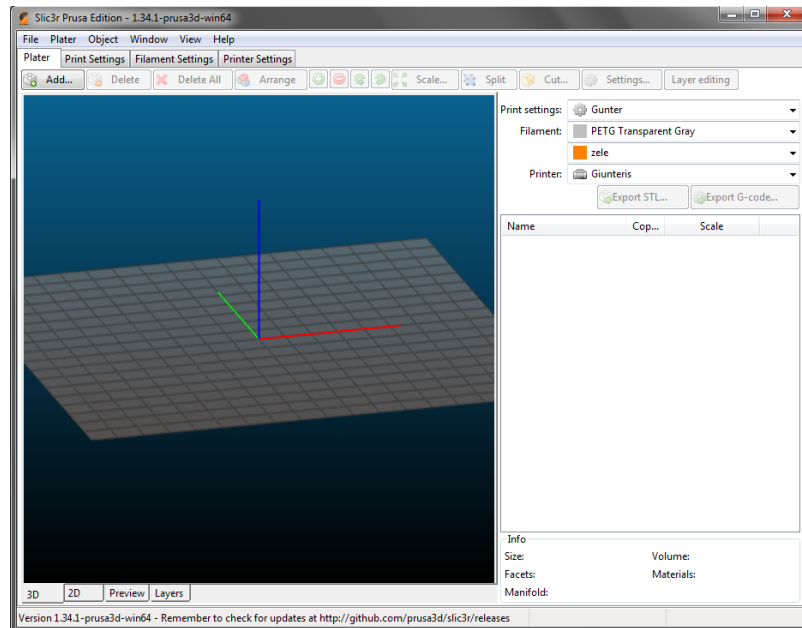 Slic3r Prusa Edition - 1.34.1-prusa3d-win64
File Plater Object Window View Help
Plater Print Settings Filament Settings Printer Settings
Add... Delete Delete All Arrange Scale... Split Cut... Settings... Layer editing
Print settings: Gunter
Filament: PETG Transparent Gray
zele
Printer: Giunteris
Export STL... Export G-code...
Name Cop... Scale
Info
Size: Volume:
Facets: Materials:
Manifold:
3D 2D Preview Layers
Version 1.34.1-prusa3d-win64 - Remember to check for updates at http://github.com/prusa3d/slic3r/releases